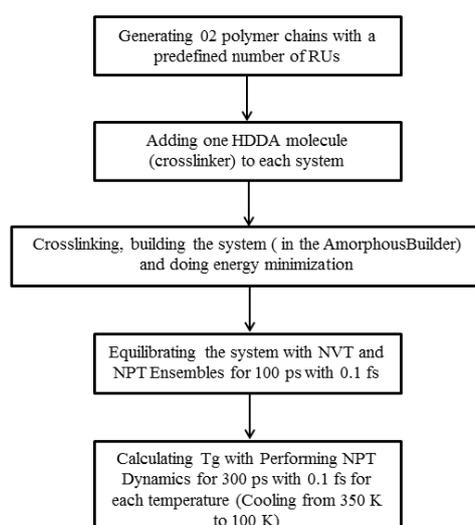 Generating 02 polymer chains with a
predefined number of RUs
Adding one HDDA molecule
(crosslinker) to each system
Crosslinking, building the system ( in the AmorphousBuilder)
and doing energy minimization
Equilibrating the system with NVT and
NPT Ensembles for 100 ps with 0.1 fs
Calculating Tg with Performing NPT
Dynamics for 300 ps with 0.1 fs for
each temperature (Cooling from 350 K
to 100 K)